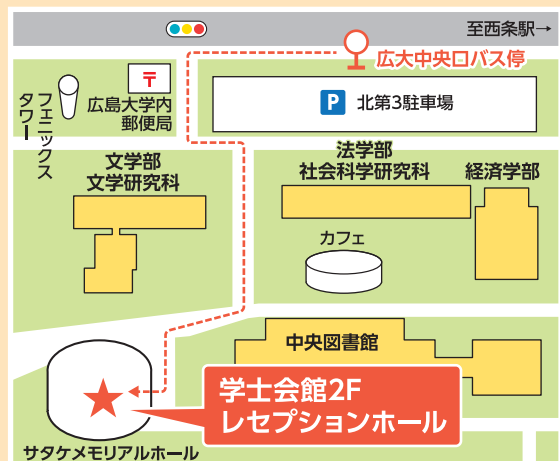 至西条駅→
広大中央口バス停
〒
広島大学内
郵便局
フェニックス
タワー
P 北第3駐車場
文学部
文学研究科
法学部
社会科学研究科
経済学部
カフェ
中央図書館
学士会館2F
レセプションホール
サタケメモリアルホール